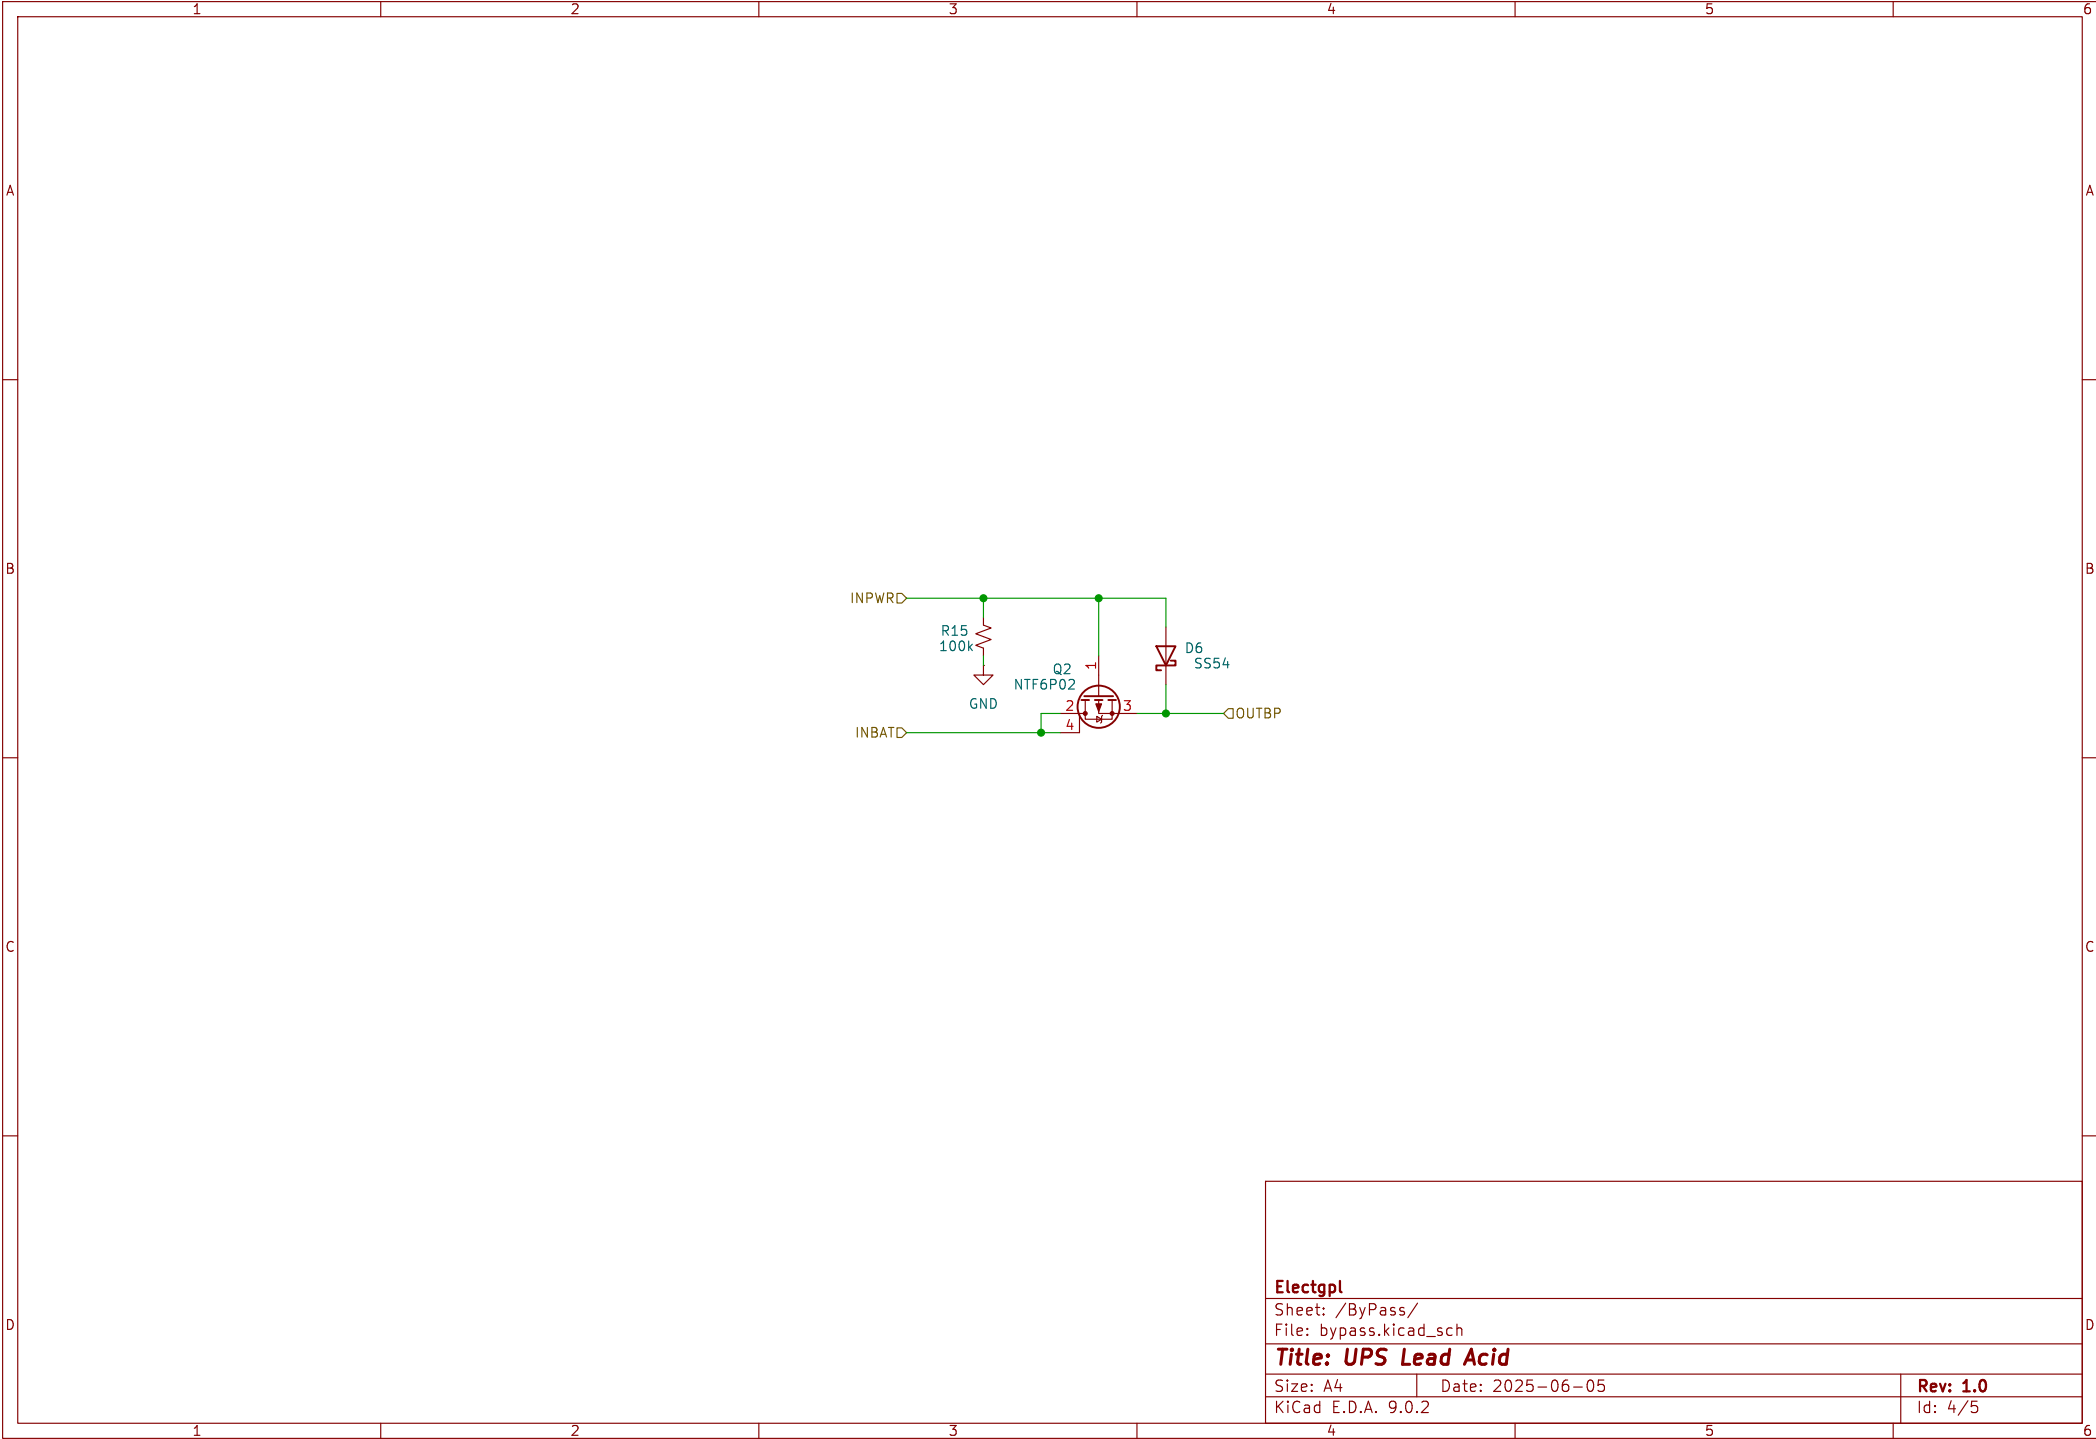 1 2 3 4 5 6
A A
B B
INPWR
R15
100k
D6
SS54
1
Q2
NTF6P02
GND
2 3
OUTBP
4
INBAT
C C
Electgpl
Sheet: /ByPass/
D D
File: bypass.kicad_sch
Title: UPS Lead Acid
Size: A4 Date: 2025-06-05 Rev: 1.0
KiCad E.D.A. 9.0.2 Id: 4/5
1 2 3 4 5 6